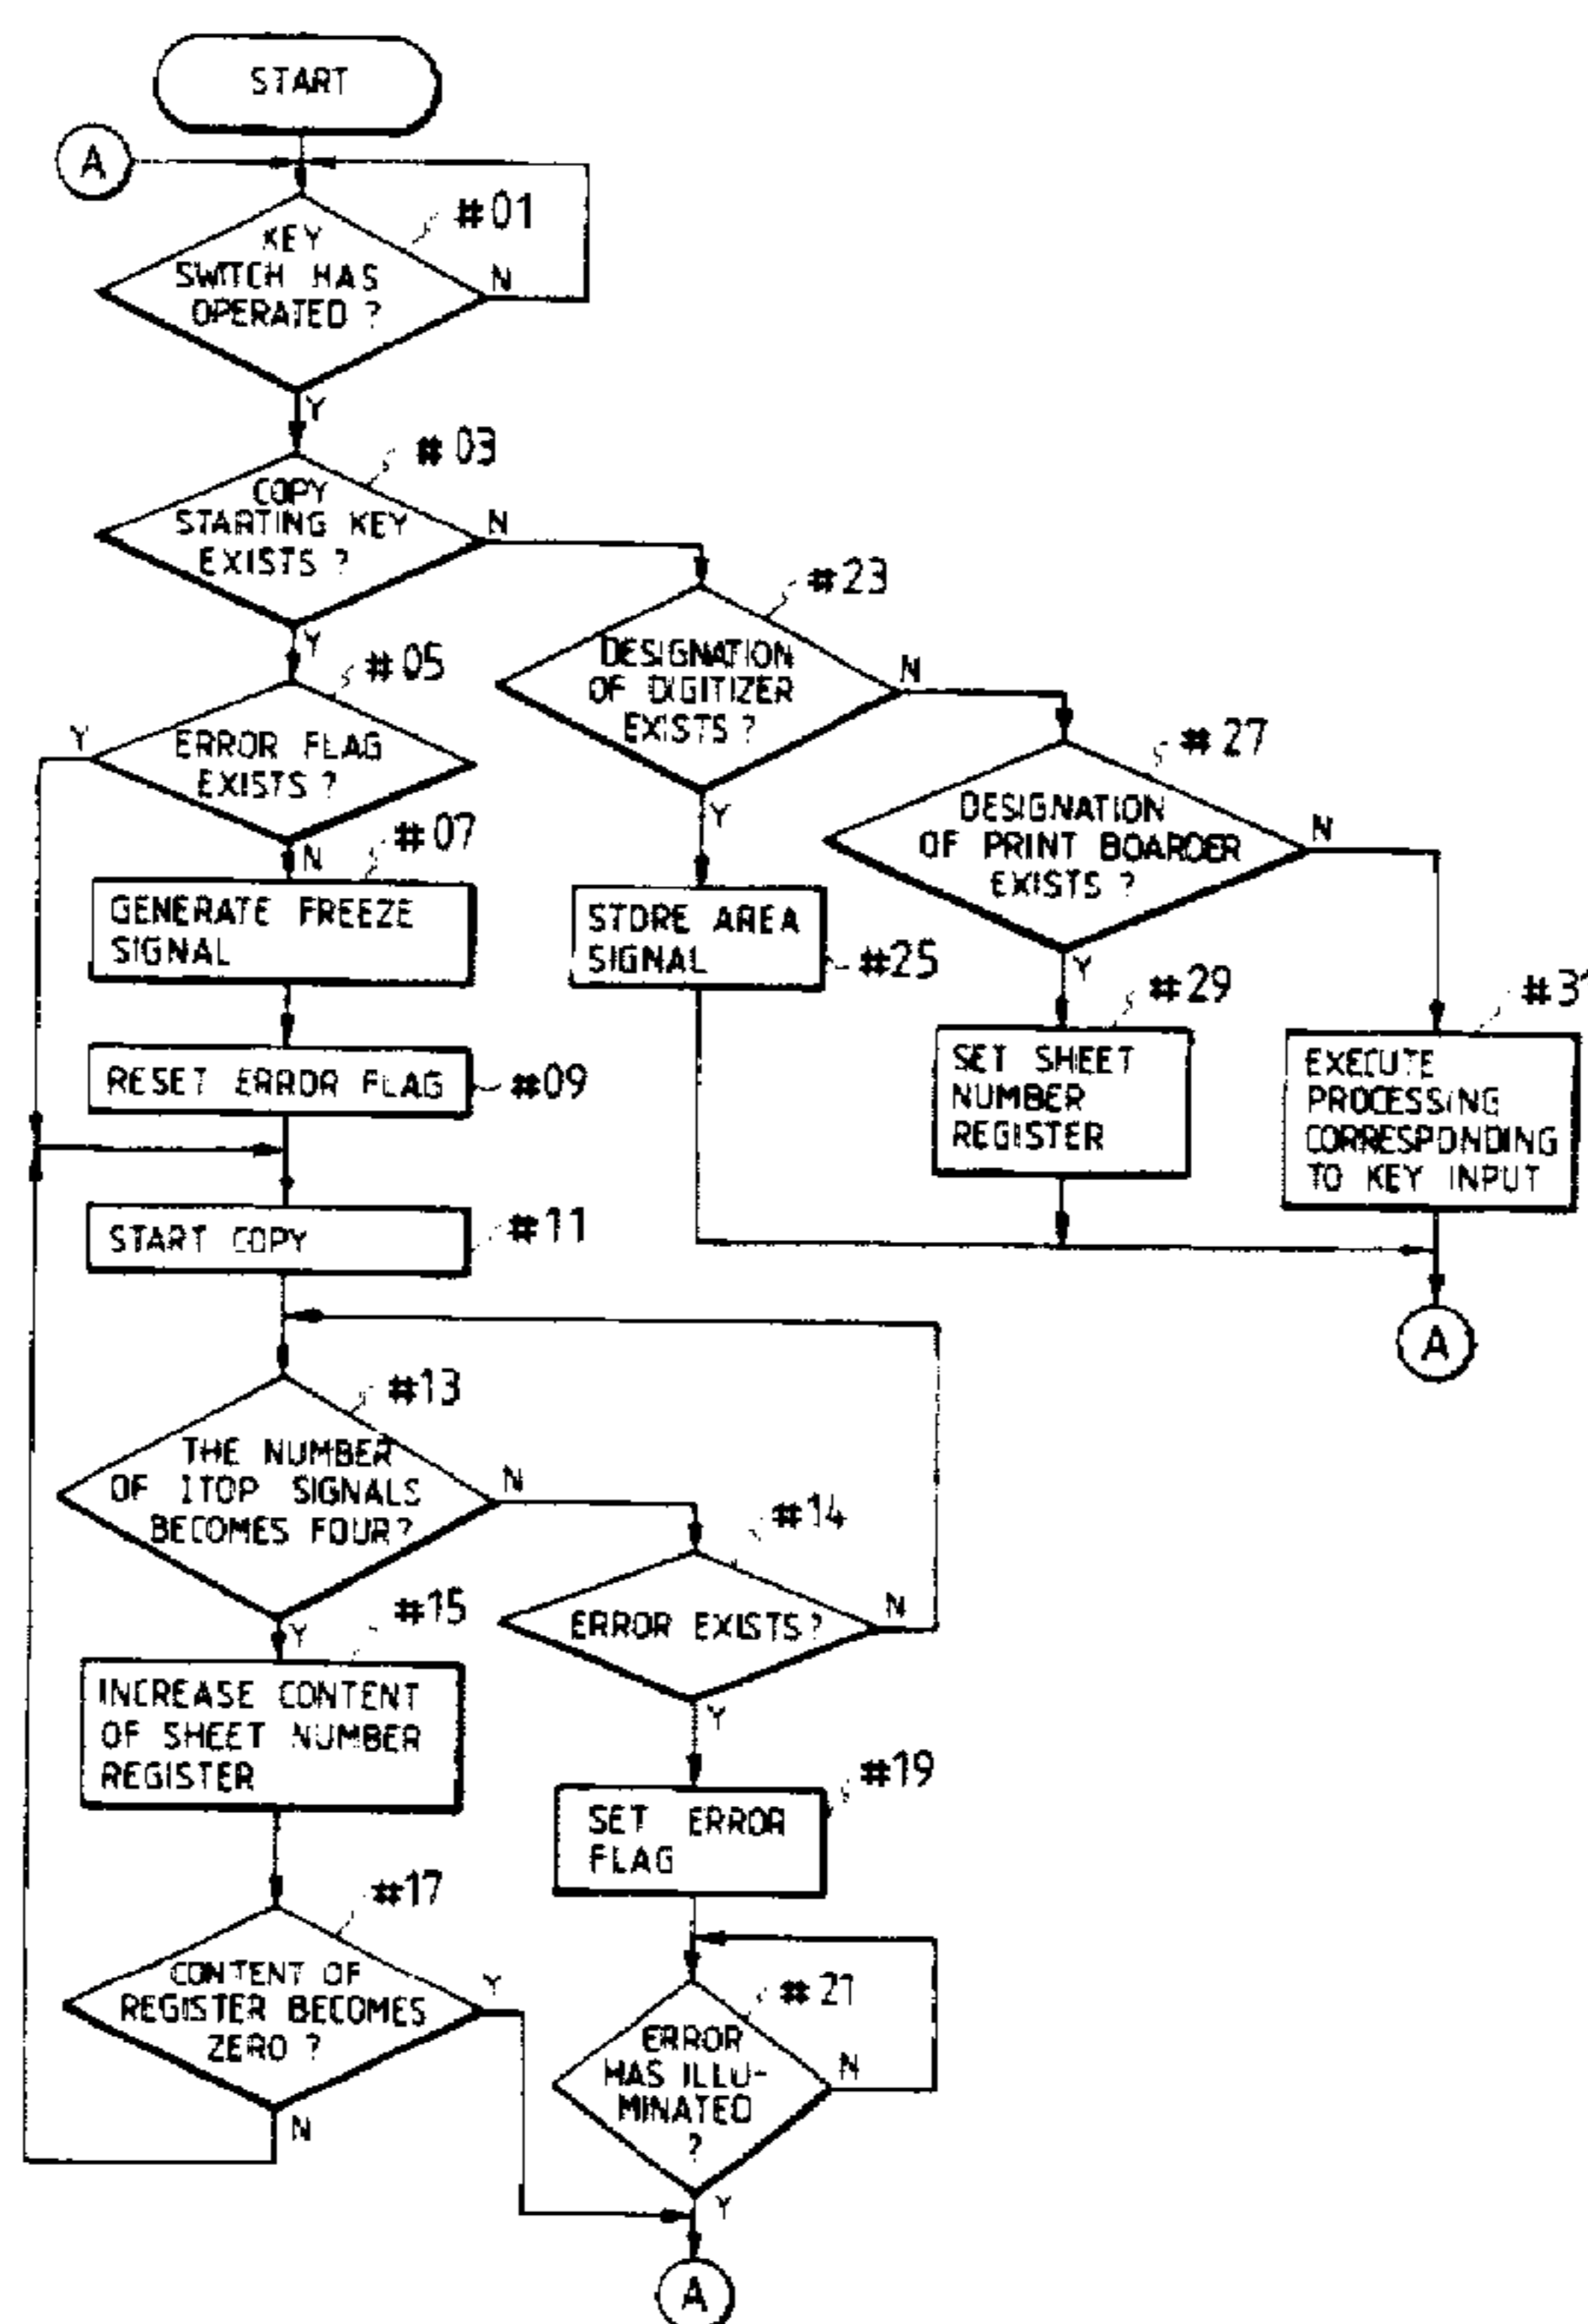 START
A
#01
KEY
SWITCH HAS
OPERATED ?
N
Y
#03
COPY
STARTING KEY
EXISTS ?
N
Y
#05
ERROR FLAG
EXISTS ?
Y
N
#07
GENERATE FREEZE
SIGNAL
RESET ERROR FLAG
#09
START COPY
#11
#23
DESIGNATION
OF DIGITIZER
EXISTS ?
N
Y
STORE AREA
SIGNAL
#25
#27
DESIGNATION
OF PRINT BOARDER
EXISTS ?
N
Y
#29
SET SHEET
NUMBER
REGISTER
#31
EXECUTE
PROCESSING
CORRESPONDING
TO KEY INPUT
A
#13
THE NUMBER
OF ITOP SIGNALS
BECOMES FOUR?
N
Y
#15
INCREASE CONTENT
OF SHEET NUMBER
REGISTER
#17
CONTENT OF
REGISTER BECOMES
ZERO ?
Y
N
#14
ERROR EXISTS?
N
Y
#19
SET ERROR
FLAG
#21
ERROR
HAS ILLU-
MINATED
?
N
Y
A